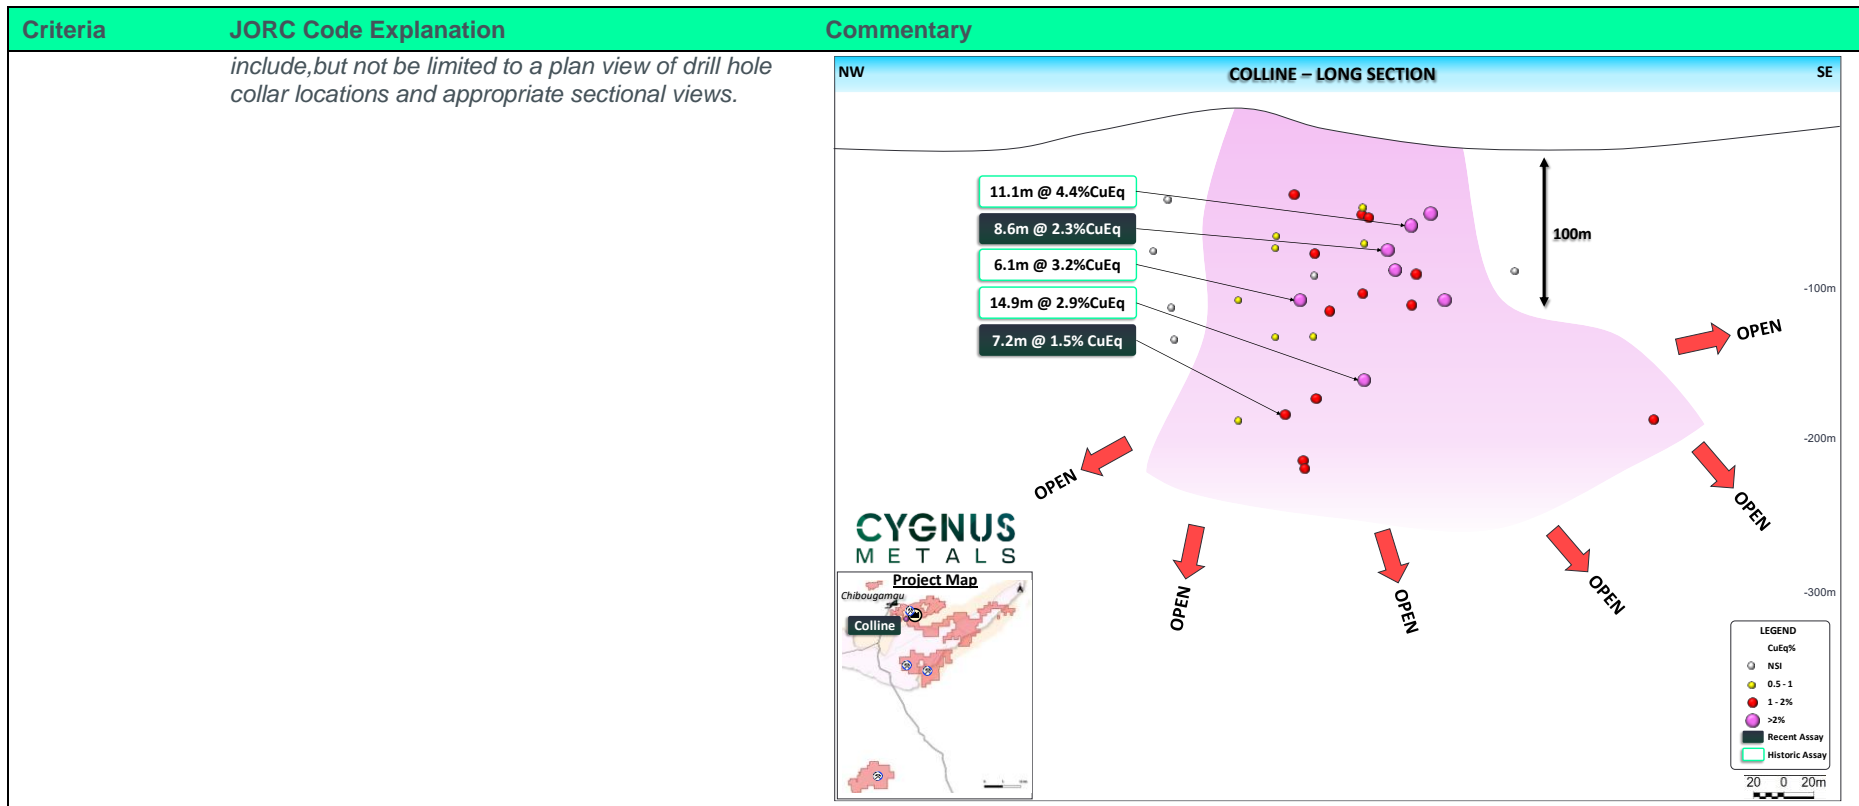 Criteria JORC Code Explanation Commentary
include,but not be limited to a plan view of drill hole
collar locations and appropriate sectional views.
NW COLLINE – LONG SECTION SE
11.1m @ 4.4%CuEq
8.6m @ 2.3%CuEq
6.1m @ 3.2%CuEq
14.9m @ 2.9%CuEq
7.2m @ 1.5% CuEq
100m
-100m
-200m
-300m
OPEN
OPEN
OPEN
OPEN
OPEN
OPEN
CYGNUS
METALS
Project Map
Chibougamau
Colline
LEGEND
CuEq%
NSI
0.5 - 1
1 - 2%
>2%
Recent Assay
Historic Assay
20 0 20m